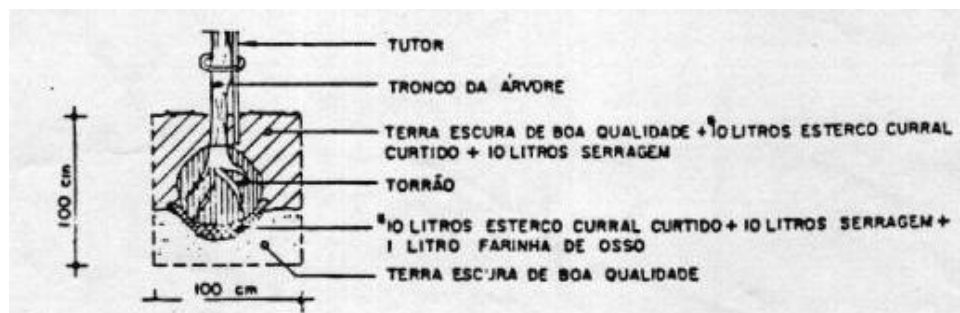 TUTOR
TRONCO DA ÁRVORE
TERRA ESCURA DE BOA QUALIDADE + *10 LITROS ESTERCO CURRAL
CURTIDO + 10 LITROS SERRAGEM
TORRÃO
*10 LITROS ESTERCO CURRAL CURTIDO + 10 LITROS SERRAGEM +
1 LITRO FARINHA DE OSSO
TERRA ESCURA DE BOA QUALIDADE
100 cm
100 cm